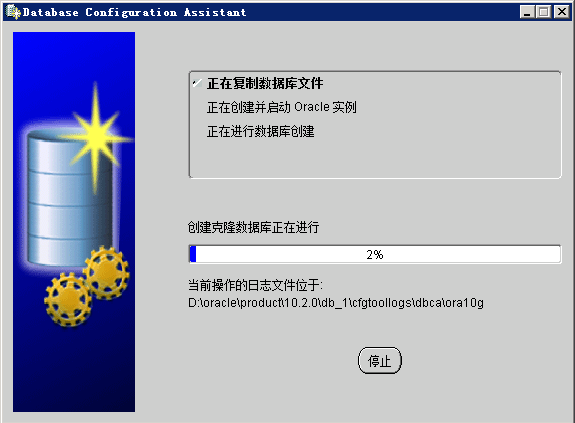 Database Configuration Assistant
正在复制数据库文件
正在创建并启动 Oracle 实例
正在进行数据库创建
创建克隆数据库正在进行
2%
当前操作的日志文件位于:
D:\oracle\product\10.2.0\db_1\cfgtoollogs\dbca\ora10g
停止